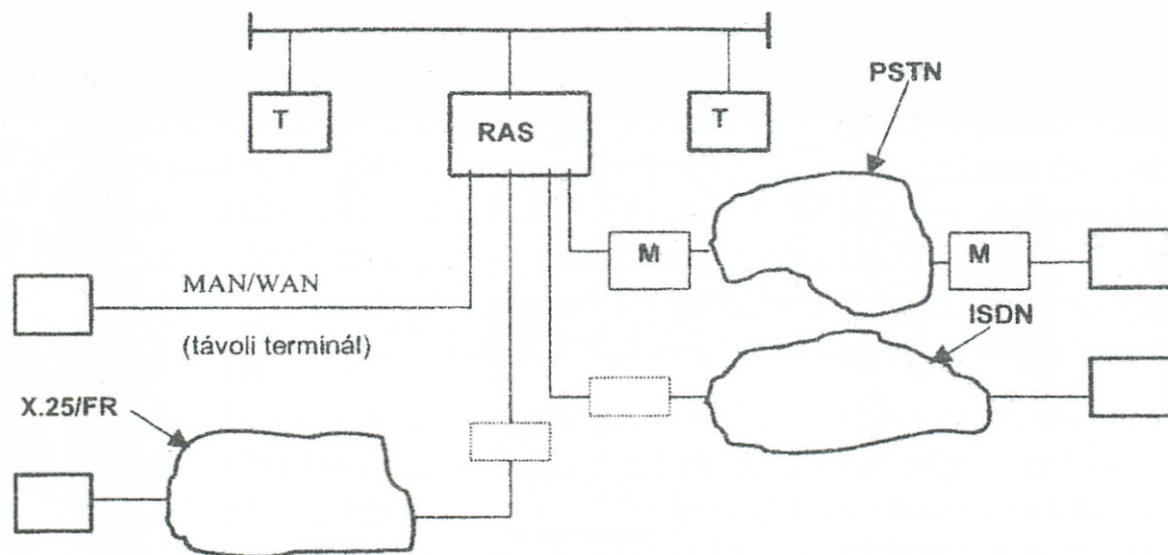 PSTN
T
RAS
T
M
M
MAN/WAN
ISDN
(távoli terminál)
X.25/FR